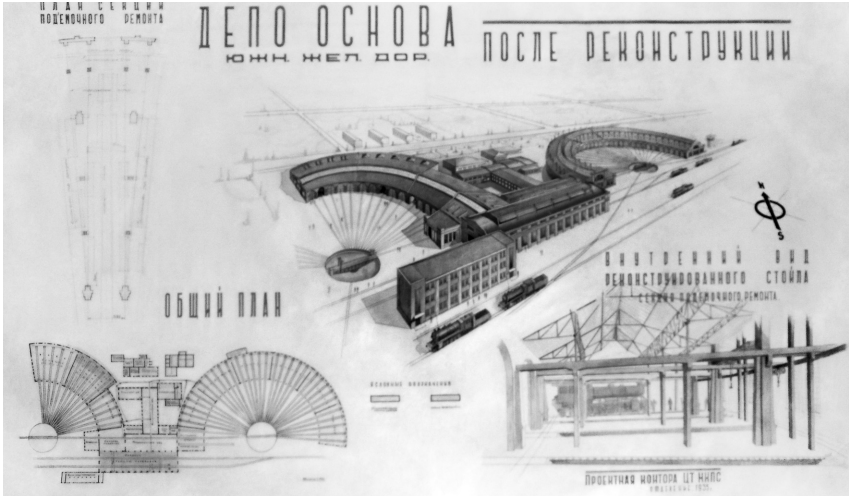 ПЛАН СЕКЦИИ
ПОДЪЕМОЧНОГО РЕМОНТА
ДЕПО ОСНОВА
ЮЖН. ЖЕЛ. ДОР.
ПОСЛЕ РЕКОНСТРУКЦИИ
N
S
ВНУТРЕННИЙ ВИД
РЕКОНСТРУИРОВАННОГО СТОЙЛА
СЕКЦИИ ПОДЪЕМОЧНОГО РЕМОНТА
ОБЩИЙ ПЛАН
ПРОЕКТНАЯ КОНТОРА ЦТ НКПС